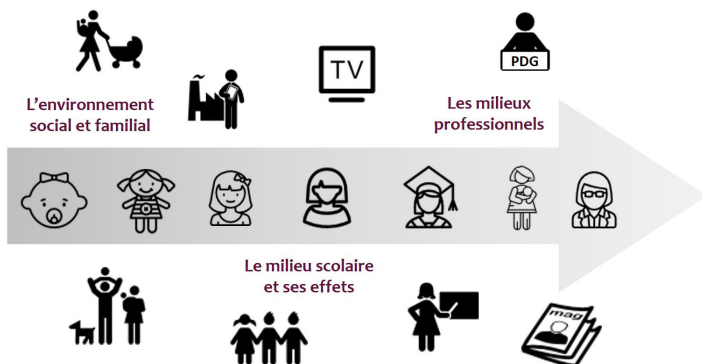 TV
PDG
L'environnement
social et familial
Les milieux
professionnels
Le milieu scolaire
et ses effets
mag